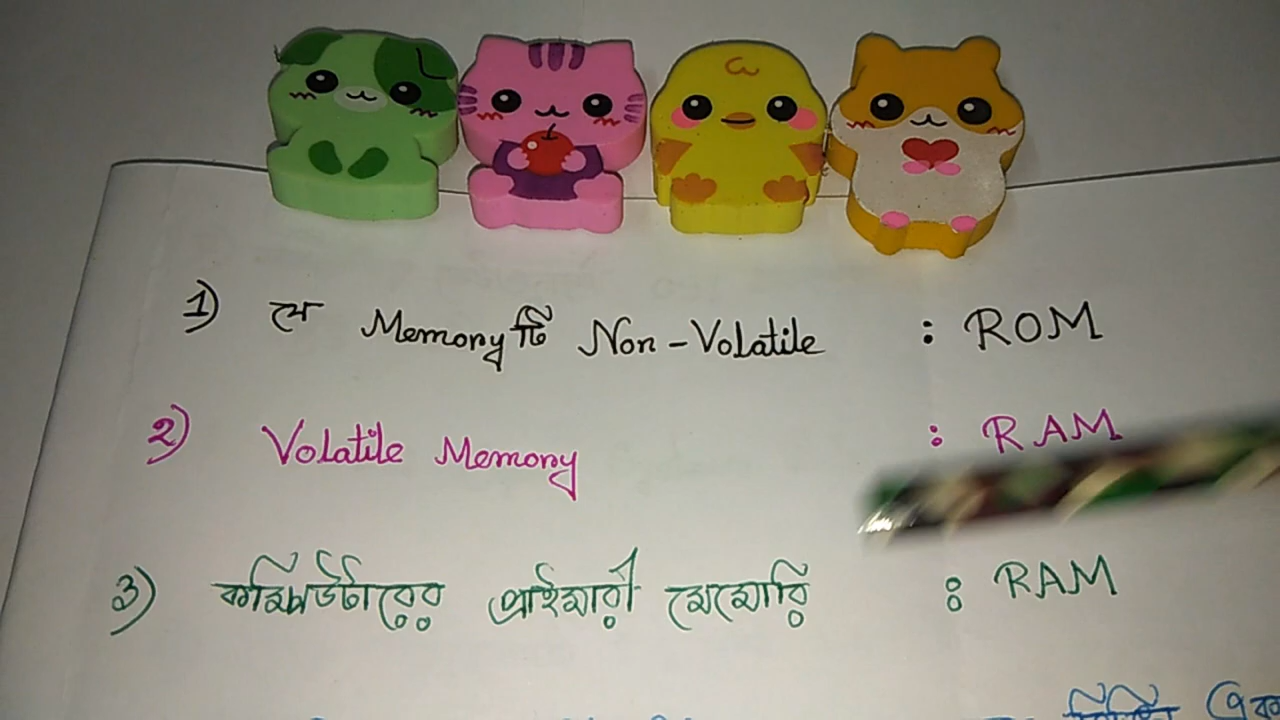 1) যে Memoryটি Non-Volatile : ROM
2) Volatile Memory : RAM
3) কম্পিউটারের প্রাইমারী মেমোরি : RAM